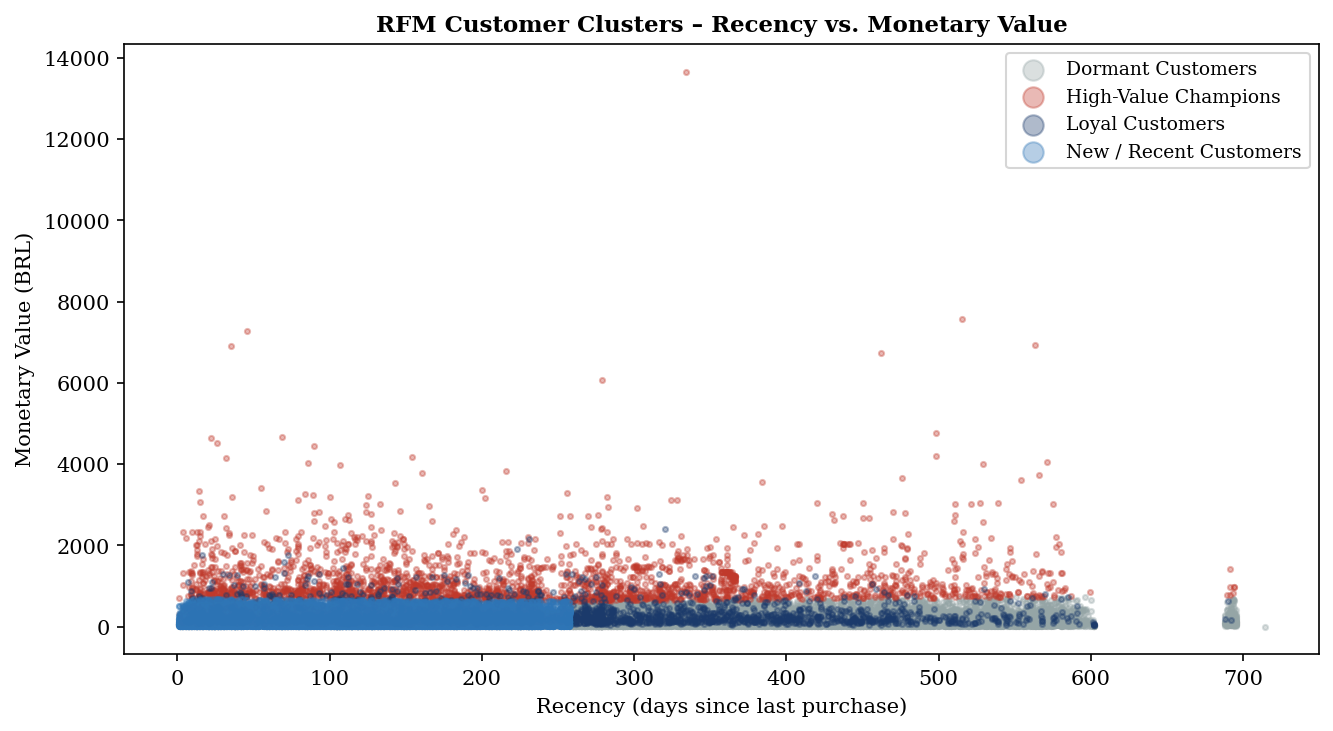 RFM Customer Clusters – Recency vs. Monetary Value
Dormant Customers
High-Value Champions
Loyal Customers
New / Recent Customers
Monetary Value (BRL)
14000
12000
10000
8000
6000
4000
2000
0
0 100 200 300 400 500 600 700
Recency (days since last purchase)